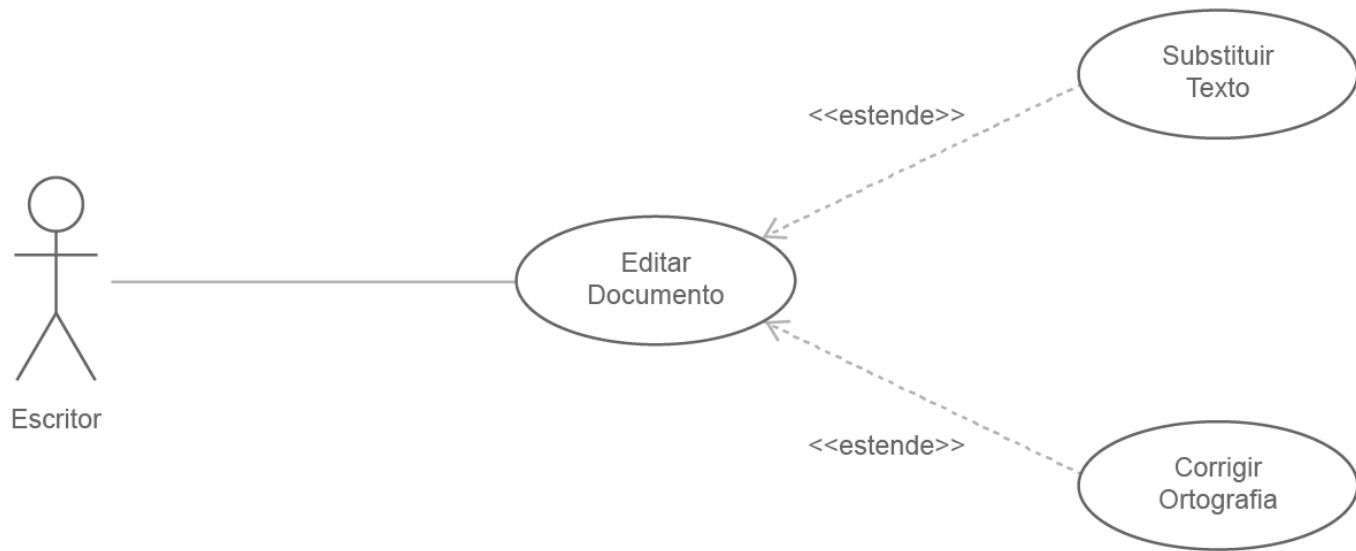 Substituir
Texto
<<estende>>
Editar
Documento
Escritor
<<estende>>
Corrigir
Ortografia